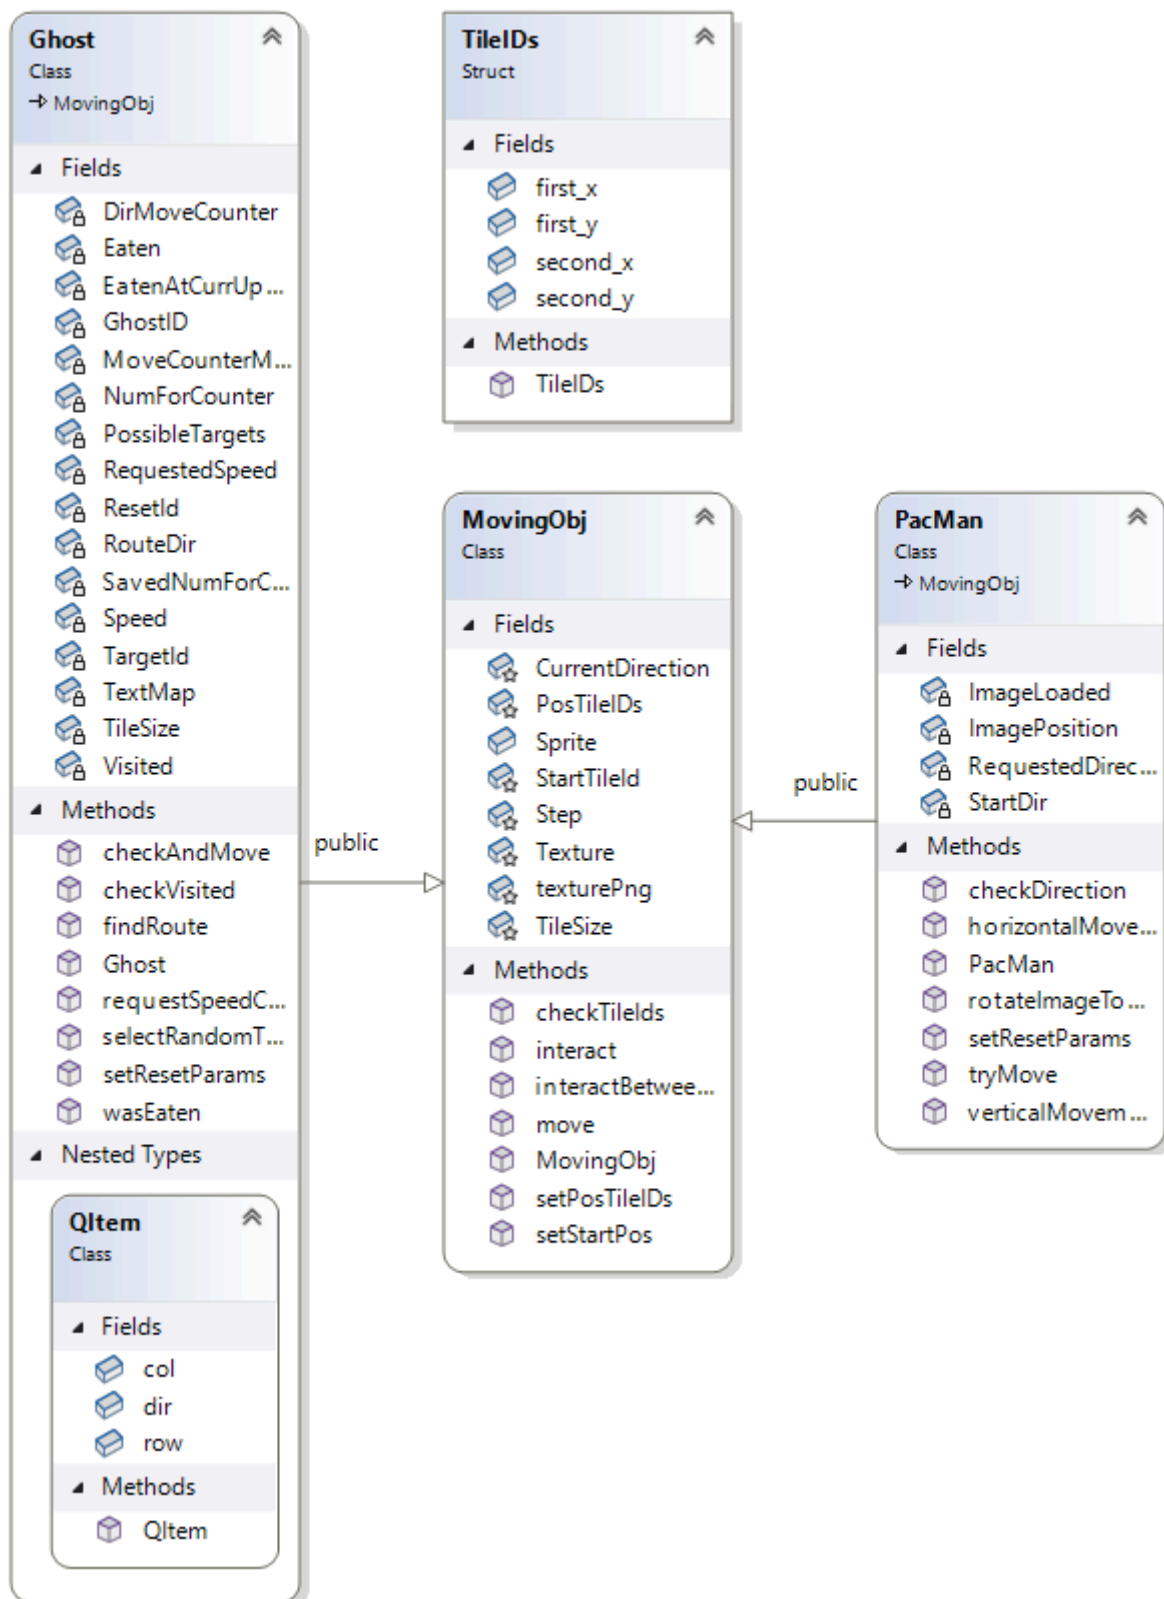 Ghost
Class
MovingObj
Fields
DirMoveCounter
Eaten
EatenAtCurrUp...
GhostID
MoveCounterM...
NumForCounter
PossibleTargets
RequestedSpeed
ResetId
RouteDir
SavedNumForC...
Speed
TargetId
TextMap
TileSize
Visited
Methods
checkAndMove
checkVisited
findRoute
Ghost
requestSpeedC...
selectRandomT...
setResetParams
wasEaten
Nested Types
QItem
Class
Fields
col
dir
row
Methods
QItem
public
TileIDs
Struct
Fields
first_x
first_y
second_x
second_y
Methods
TileIDs
MovingObj
Class
Fields
CurrentDirection
PosTileIDs
Sprite
StartTileId
Step
Texture
texturePng
TileSize
Methods
checkTileIds
interact
interactBetwee...
move
MovingObj
setPosTileIDs
setStartPos
public
PacMan
Class
MovingObj
Fields
ImageLoaded
ImagePosition
RequestedDirec...
StartDir
Methods
checkDirection
horizontalMove...
PacMan
rotateImageTo...
setResetParams
tryMove
verticalMovem...